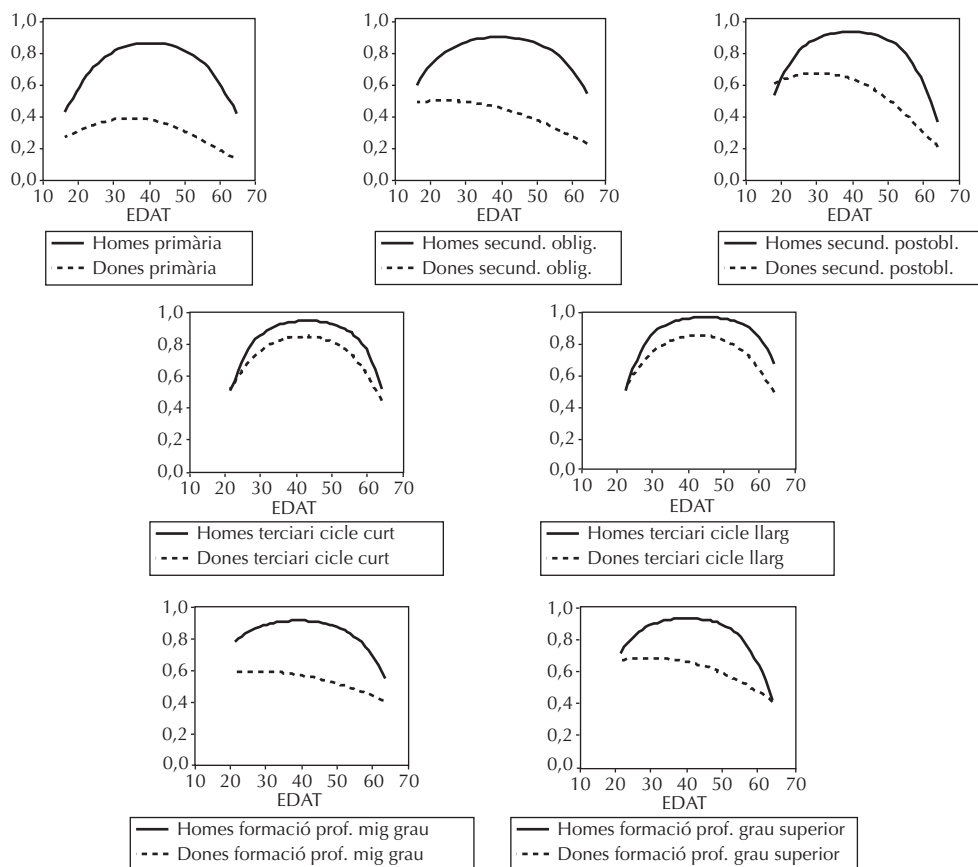 1,0
0,8
0,6
0,4
0,2
0,0
10 20 30 40 50 60 70
EDAT
Homes primària
Dones primària
1,0
0,8
0,6
0,4
0,2
0,0
10 20 30 40 50 60 70
EDAT
Homes secund. oblig.
Dones secund. oblig.
1,0
0,8
0,6
0,4
0,2
0,0
10 20 30 40 50 60 70
EDAT
Homes secund. postobl.
Dones secund. postobl.
1,0
0,8
0,6
0,4
0,2
0,0
10 20 30 40 50 60 70
EDAT
Homes terciari cicle curt
Dones terciari cicle curt
1,0
0,8
0,6
0,4
0,2
0,0
10 20 30 40 50 60 70
EDAT
Homes terciari cicle llarg
Dones terciari cicle llarg
1,0
0,8
0,6
0,4
0,2
0,0
10 20 30 40 50 60 70
EDAT
Homes formació prof. mig grau
Dones formació prof. mig grau
1,0
0,8
0,6
0,4
0,2
0,0
10 20 30 40 50 60 70
EDAT
Homes formació prof. grau superior
Dones formació prof. grau superior